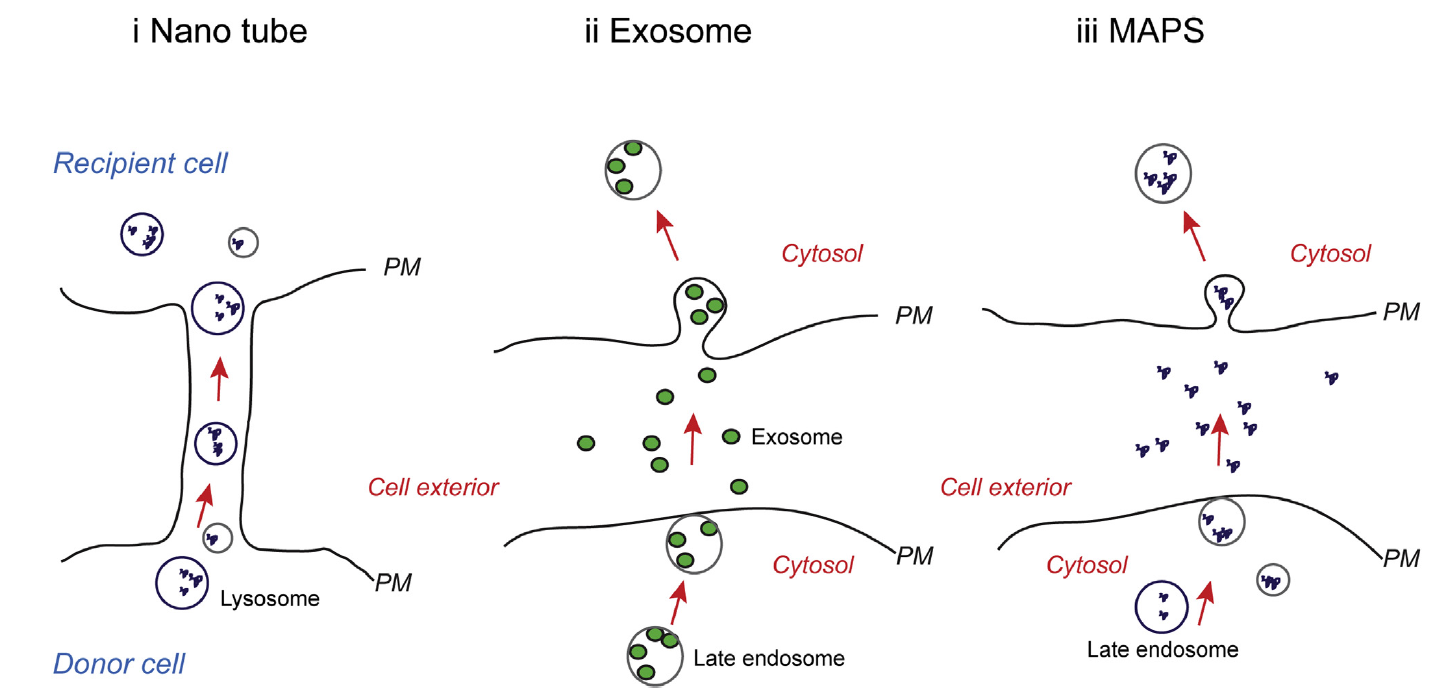 i Nano tube
ii Exosome
iii MAPS
Recipient cell
Cytosol
Cytosol
PM
PM
PM
Exosome
Cell exterior
Cell exterior
PM
PM
PM
Cytosol
Cytosol
Lysosome
Late endosome
Late endosome
Donor cell